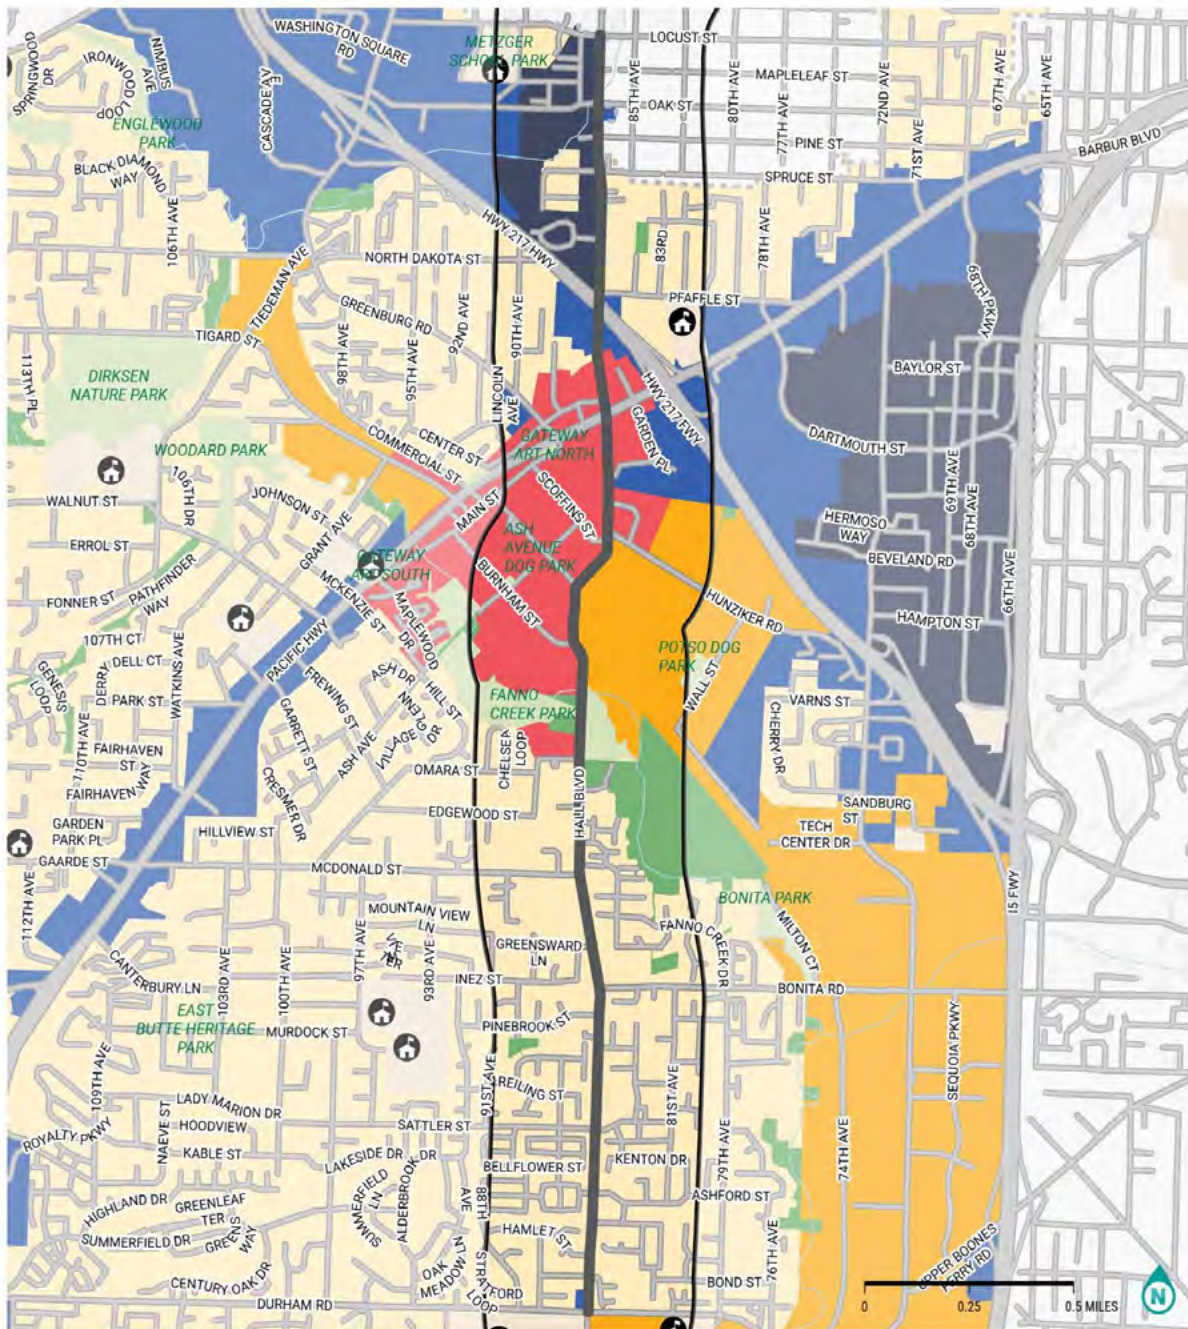 WASHINGTON SQUARE
RD
METZGER
SCHOOL PARK
LOCUST ST
MAPLELEAF ST
OAK ST
PINE ST
SPRUCE ST
85TH AVE
80TH AVE
77TH AVE
72ND AVE
71ST AVE
67TH AVE
65TH AVE
BARBUR BLVD
SPRINGWOOD
DR
IRONWOOD LOOP
NIMBUS
AVE
CASCADE AV
ENGLEWOOD
PARK
BLACK DIAMOND
WAY
106TH AVE
HWY 217 HWY
83RD
78TH AVE
68TH PKWY
NORTH DAKOTA ST
PFAFFLE ST
TIEDEMAN AVE
GREENBURG RD
92ND AVE
90TH AVE
TIGARD ST
98TH AVE
95TH AVE
LINCOLN
AVE
BAYLOR ST
113TH PL
DIRKSEN
NATURE PARK
HWY 217 FWY
GARDEN PL
DARTMOUTH ST
WOODARD PARK
CENTER ST
COMMERCIAL ST
GATEWAY
ART NORTH
106TH DR
WALNUT ST
JOHNSON ST
MAIN ST
SCOFFINS ST
69TH AVE
68TH AVE
HERMOSO
WAY
ERROL ST
GRANT AVE
GATEWAY
ART SOUTH
ASH
AVENUE
DOG PARK
BEVELAND RD
66TH AVE
FONNER ST
PATHFINDER
WAY
MCKENZIE ST
MAPLEWOOD
DR
BURNHAM ST
HUNZIKER RD
HAMPTON ST
107TH CT
DELL CT
DERRY
GENESIS
LOOP
PARK ST
WATKINS AVE
PACIFIC HWY
FREWING ST
ASH DR
GLENN
HILL ST
POTSO DOG
PARK
WALL ST
FANNO
CREEK PARK
VARNS ST
CHERRY DR
110TH AVE
FAIRHAVEN
ST
FAIRHAVEN WAY
GARRETT ST
ASH AVE
VILLAGE
DR
OMARA ST
CHELSEA
LOOP
HALL BLVD
CRESMER DR
EDGEWOOD ST
SANDBURG
ST
TECH
CENTER DR
GARDEN
PARK PL
GAARDE ST
HILLVIEW ST
MCDONALD ST
I5 FWY
112TH AVE
MOUNTAIN VIEW
LN
BONITA PARK
97TH AVE
93RD AVE
GREENSWARD
LN
FANNO CREEK DR
MILTON CT
CANTERBURY LN
103RD AVE
100TH AVE
INEZ ST
BONITA RD
EAST
BUTTE HERITAGE
PARK
MURDOCK ST
PINEBROOK ST
SEQUOIA PKWY
109TH AVE
91ST AVE
REILING ST
81ST AVE
LADY MARION DR
HOODVIEW
SATTLER ST
ROYALTY PKWY
NAEVE ST
KABLE ST
LAKESIDE DR
DR
BELLFLOWER ST
KENTON DR
79TH AVE
74TH AVE
HIGHLAND DR
GREENLEAF
TER
SUMMERFIELD
LN
ALDERBROOK
88TH
AVE
ASHFORD ST
SUMMERFIELD DR
GREENS
WAY
HAMLET ST
76TH AVE
CENTURY OAK DR
OAK
MEADOW LN
STRATFORD
LOOP
BOND ST
UPPER BOONES
FERRY RD
DURHAM RD
0
0.25
0.5 MILES
N